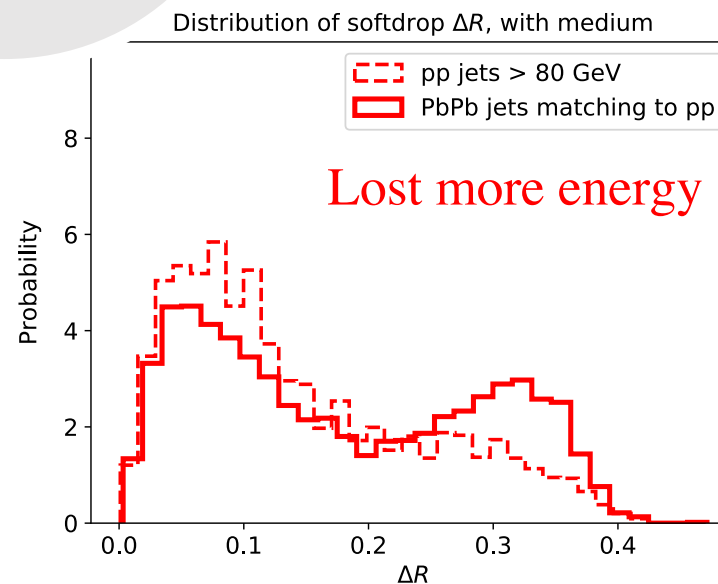 Distribution of softdrop ΔR, with medium
pp jets > 80 GeV
PbPb jets matching to pp
Lost more energy
Probability
8
6
4
2
0
0.0 0.1 0.2 0.3 0.4
ΔR